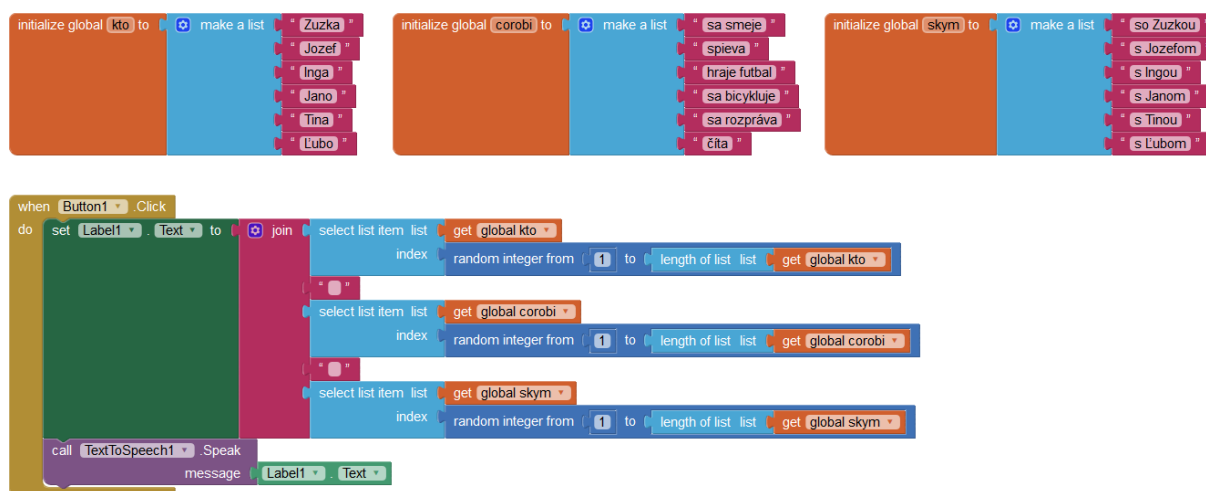 initialize global kto to make a list " Zuzka "
" Jozef "
" Inga "
" Jano "
" Tina "
" Ľubo "
initialize global corobi to make a list " sa smeje "
" spieva "
" hraje futbal "
" sa bicykluje "
" sa rozpráva "
" číta "
initialize global skym to make a list " so Zuzkou "
" s Jozefom "
" s Ingou "
" s Janom "
" s Tinou "
" s Ľubom "
when Button1 .Click
do set Label1 . Text to join select list item list get global kto
index random integer from 1 to length of list list get global kto
" "
select list item list get global corobi
index random integer from 1 to length of list list get global corobi
" "
select list item list get global skym
index random integer from 1 to length of list list get global skym
call TextToSpeech1 .Speak
message Label1 . Text